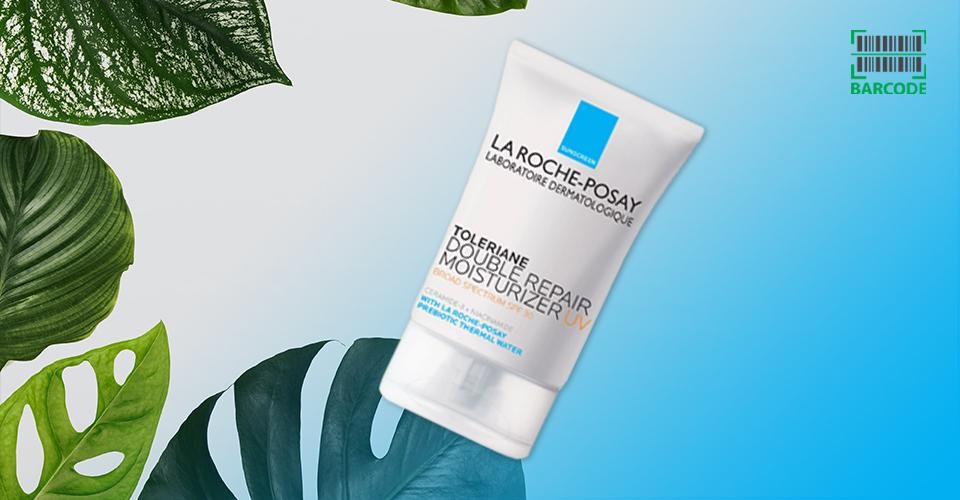 BARCODE
SUNSCREEN
LA ROCHE-POSAY
LABORATOIRE DERMATOLOGIQUE
TOLERIANE
DOUBLE REPAIR
MOISTURIZER UV
BROAD SPECTRUM SPF 30
CERAMIDE-3 + NIACINAMIDE
WITH LA ROCHE-POSAY
PREBIOTIC THERMAL WATER